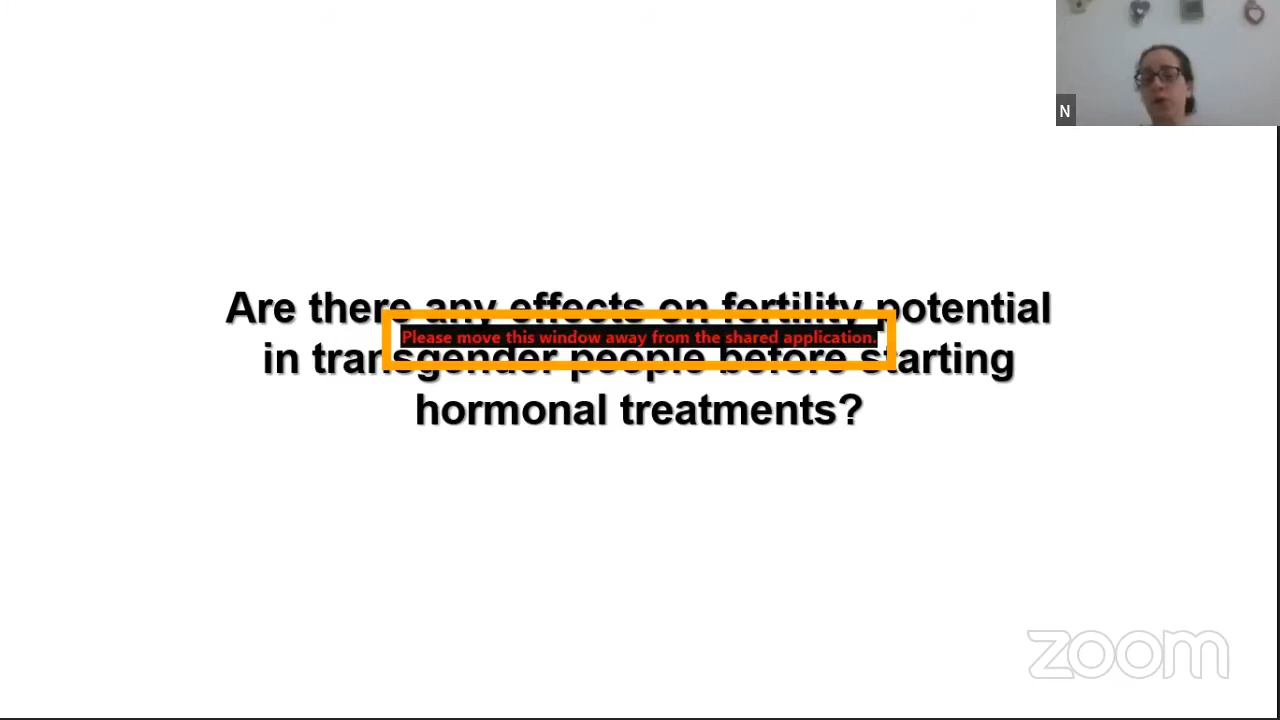 N
Are there any effects on fertility potential
Please move this window away from the shared application.
in transgender people before starting
hormonal treatments?
zoom